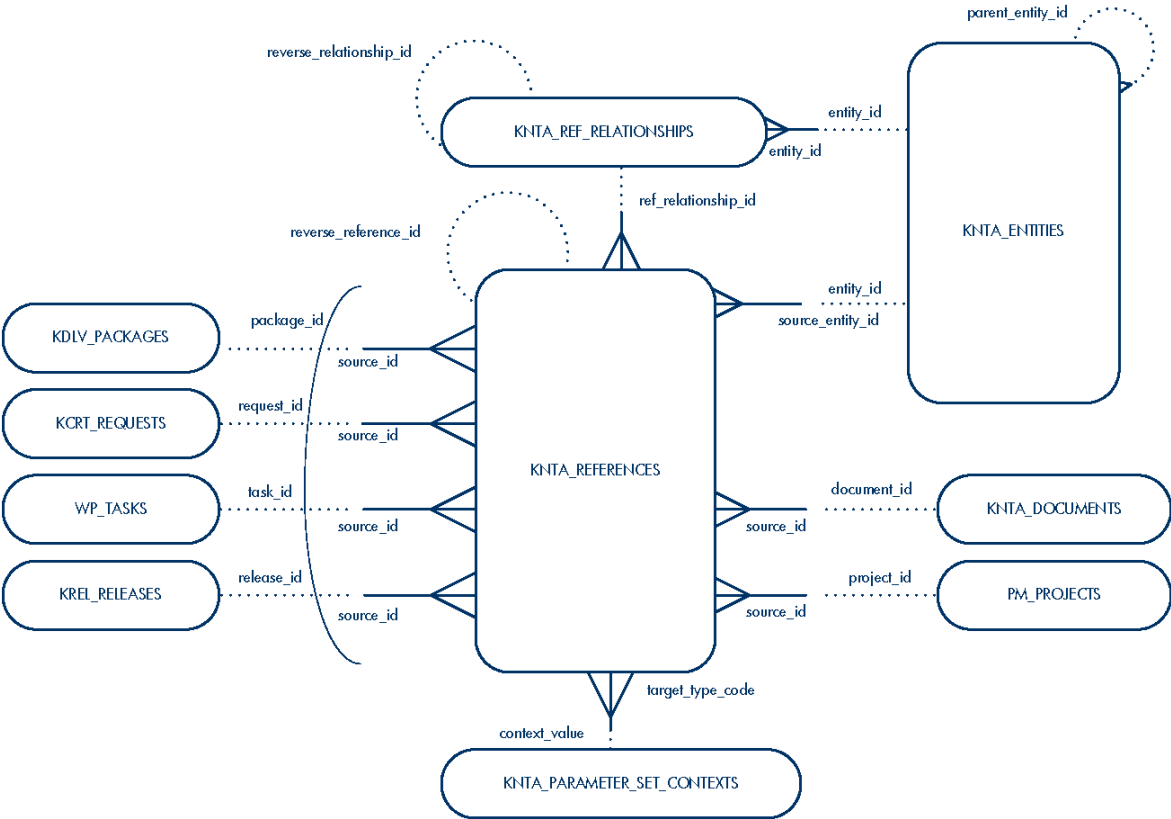 parent_entity_id
reverse_relationship_id
KNTA_REF_RELATIONSHIPS
entity_id
entity_id
ref_relationship_id
KNTA_ENTITIES
reverse_reference_id
entity_id
source_entity_id
package_id
KDLV_PACKAGES
source_id
request_id
KCRT_REQUESTS
source_id
KNTA_REFERENCES
task_id
WP_TASKS
source_id
document_id
KNTA_DOCUMENTS
source_id
release_id
KREL_RELEASES
source_id
project_id
PM_PROJECTS
source_id
target_type_code
context_value
KNTA_PARAMETER_SET_CONTEXTS